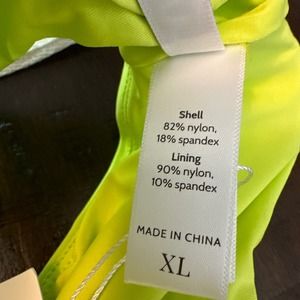 Shell
82% nylon,
18% spandex
Lining
90% nylon,
10% spandex
MADE IN CHINA
XL